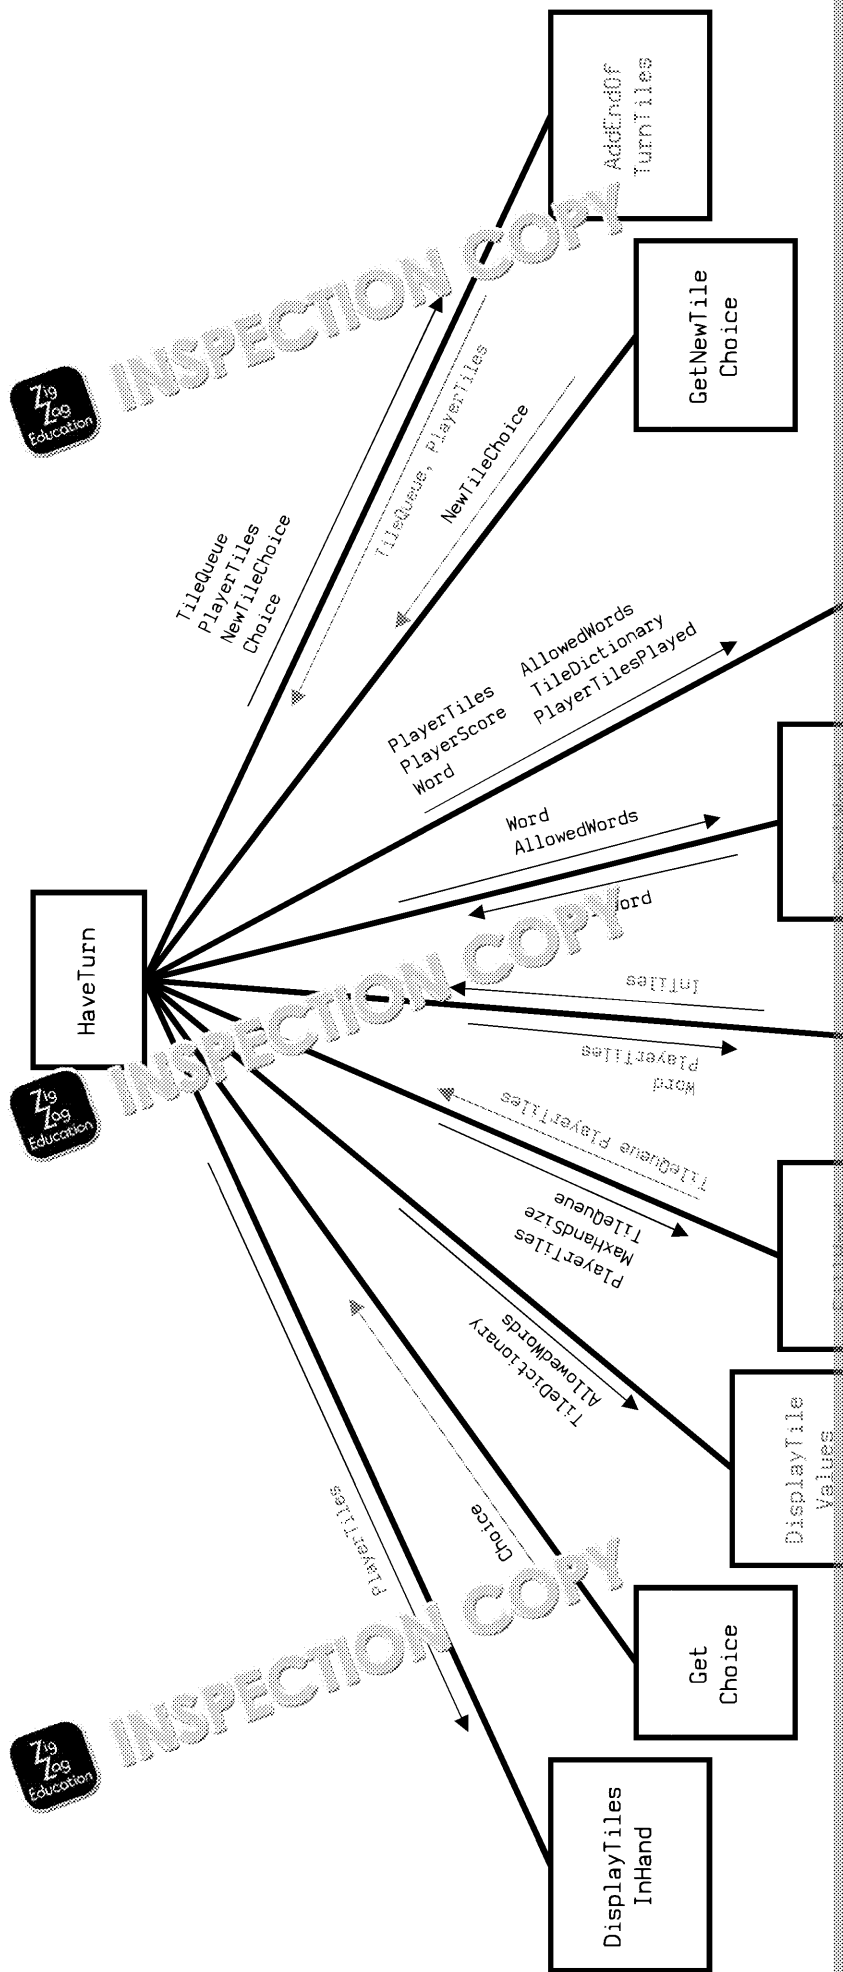 AddEndOf
TurnTiles
GetNewTile
Choice
TileQueue
PlayerTiles
NewTileChoice
Choice
TileQueue, PlayerTiles
NewTileChoice
PlayerTiles
PlayerScore
Word
AllowedWords
TileDictionary
PlayerTilesPlayed
Word
AllowedWords
HaveTurn
InTiles
Word
PlayerTiles
TileQueue PlayerTiles
PlayerTiles
MaxHandSize
TileQueue
TileDictionary
AllowedWords
DisplayTile
Values
Choice
PlayerTiles
Get
Choice
DisplayTiles
InHand
Zig
Zag
Education
INSPECTION COPY
Zig
Zag
Education
INSPECTION COPY
Zig
Zag
Education
INSPECTION COPY